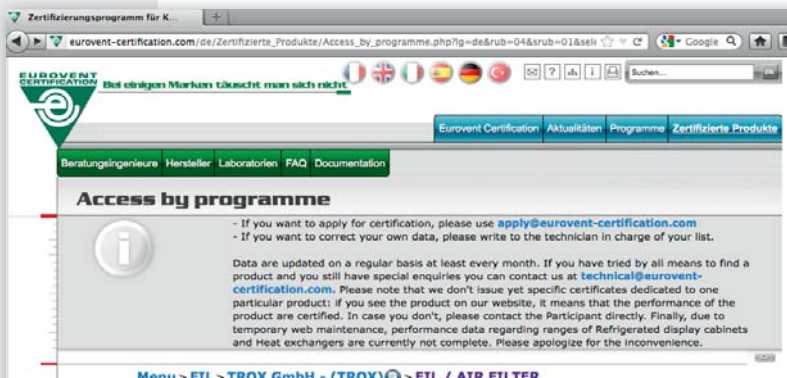 Zertifizierungsprogramm für K...
eurovent-certification.com/de/Zertifizierte_Produkte/Access_by_programme.php?lg=de&rub=04&srub=01&sel
Google
EUROVENT
CERTIFICATION
Bei einigen Marken täuscht man sich nicht
Suchen...
Eurovent Certification Aktualitäten Programme Zertifizierte Produkte
Beratungsingenieure Hersteller Laboratorien FAQ Documentation
Access by programme
- If you want to apply for certification, please use apply@eurovent-certification.com
- If you want to correct your own data, please write to the technician in charge of your list.
Data are updated on a regular basis at least every month. If you have tried by all means to find a
product and you still have special enquiries you can contact us at technical@eurovent-
certification.com. Please note that we don't issue yet specific certificates dedicated to one
particular product: if you see the product on our website, it means that the performance of the
product are certified. In case you don't, please contact the Participant directly. Finally, due to
temporary web maintenance, performance data regarding ranges of Refrigerated display cabinets
and Heat exchangers are currently not complete. Please apologize for the inconvenience.
Menu > FIL > TROX GmbH - (TROX) > FIL / AIR FILTER